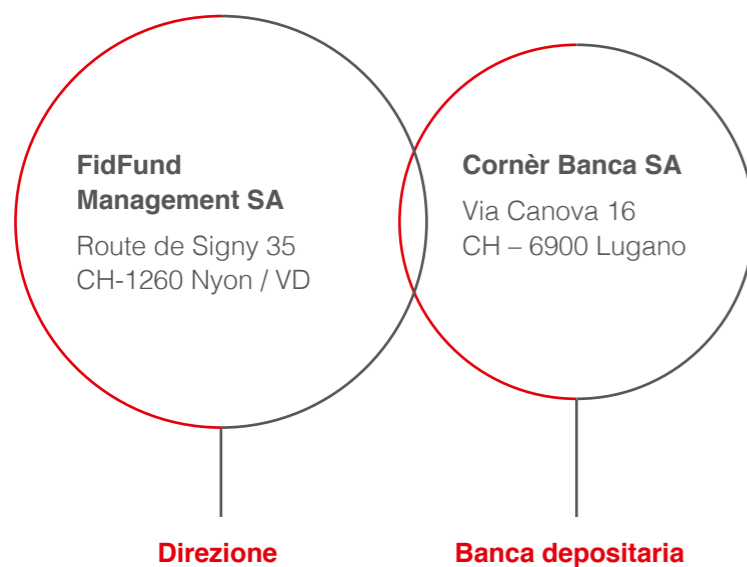 FidFund
Management SA
Route de Signy 35
CH-1260 Nyon / VD
Cornèr Banca SA
Via Canova 16
CH – 6900 Lugano
Direzione
Banca depositaria